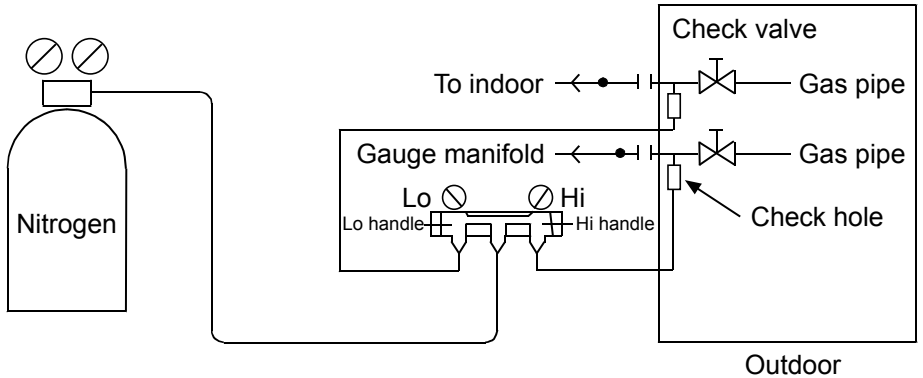 Check valve
To indoor
Gas pipe
Gauge manifold
Gas pipe
Lo
Hi
Nitrogen
Lo handle
Hi handle
Check hole
Outdoor